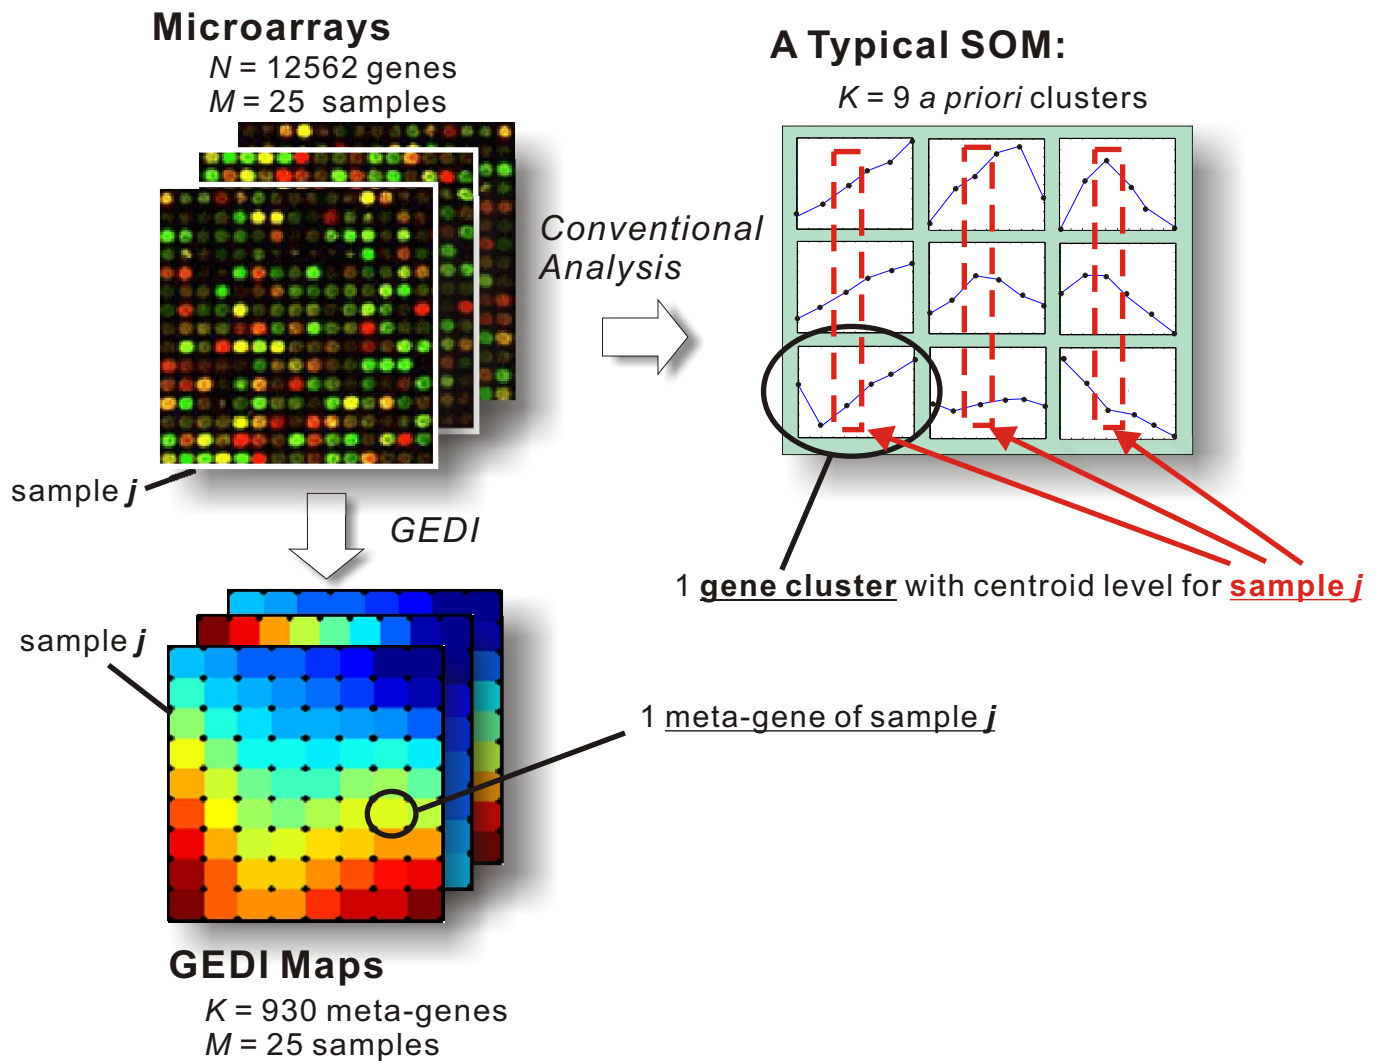 Microarrays
N = 12562 genes
M = 25 samples
A Typical SOM:
K = 9 a priori clusters
Conventional
Analysis
sample j
GEDI
1 gene cluster with centroid level for sample j
sample j
1 meta-gene of sample j
GEDI Maps
K = 930 meta-genes
M = 25 samples